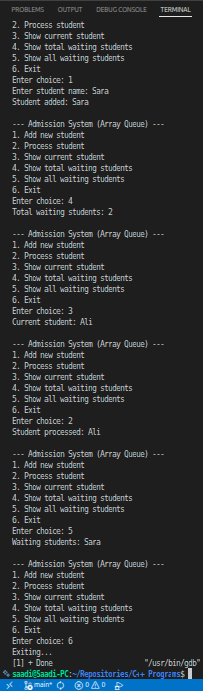 PROBLEMS OUTPUT DEBUG CONSOLE TERMINAL
2. Process student
3. Show current student
4. Show total waiting students
5. Show all waiting students
6. Exit
Enter choice: 1
Enter student name: Sara
Student added: Sara
--- Admission System (Array Queue) ---
1. Add new student
2. Process student
3. Show current student
4. Show total waiting students
5. Show all waiting students
6. Exit
Enter choice: 4
Total waiting students: 2
--- Admission System (Array Queue) ---
1. Add new student
2. Process student
3. Show current student
4. Show total waiting students
5. Show all waiting students
6. Exit
Enter choice: 3
Current student: Ali
--- Admission System (Array Queue) ---
1. Add new student
2. Process student
3. Show current student
4. Show total waiting students
5. Show all waiting students
6. Exit
Enter choice: 2
Student processed: Ali
--- Admission System (Array Queue) ---
1. Add new student
2. Process student
3. Show current student
4. Show total waiting students
5. Show all waiting students
6. Exit
Enter choice: 5
Waiting students: Sara
--- Admission System (Array Queue) ---
1. Add new student
2. Process student
3. Show current student
4. Show total waiting students
5. Show all waiting students
6. Exit
Enter choice: 6
Exiting...
[1] + Done "/usr/bin/gdb"
saadi@Saadi-PC:~/Repositories/C++ Programs$
main* 0 0